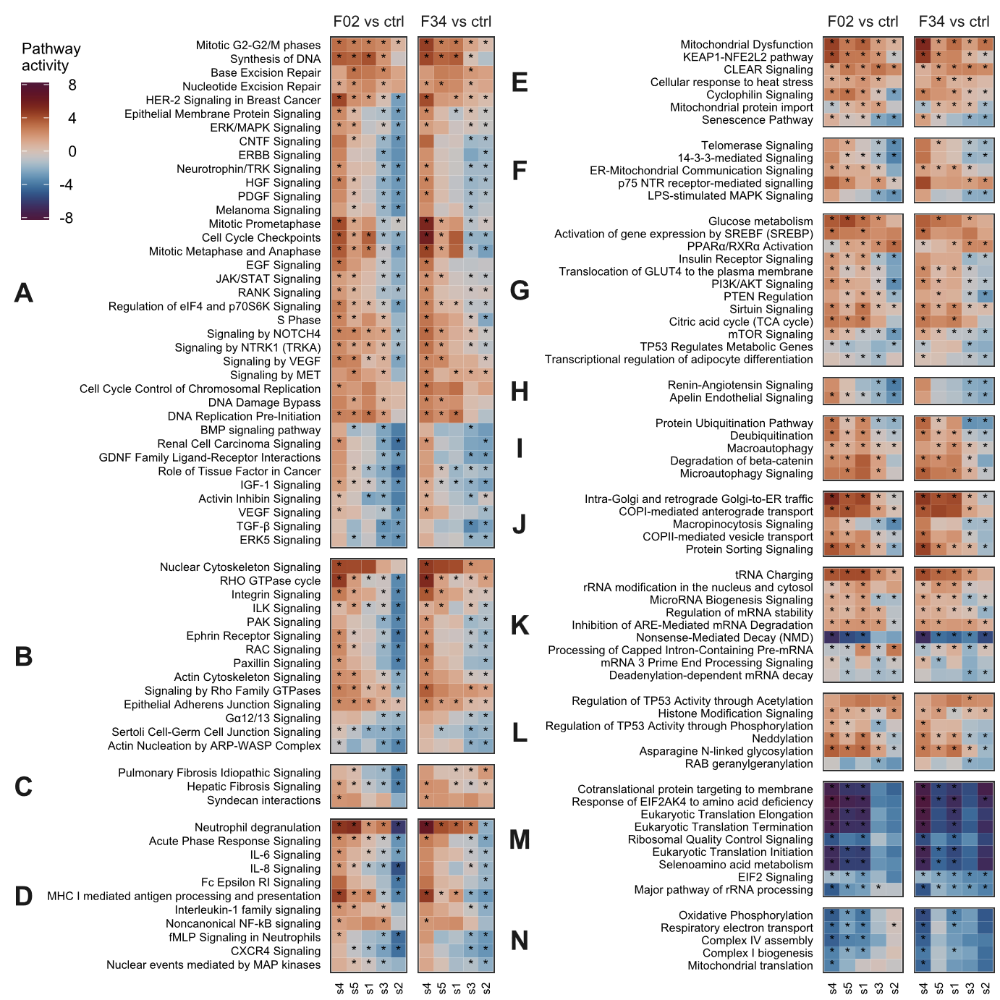 F02 vs ctrl
F34 vs ctrl
Pathway
activity
8
4
0
-4
-8
A
Mitotic G2-G2/M phases
Synthesis of DNA
Base Excision Repair
Nucleotide Excision Repair
HER-2 Signaling in Breast Cancer
Epithelial Membrane Protein Signaling
ERK/MAPK Signaling
CNTF Signaling
ERBB Signaling
Neurotrophin/TRK Signaling
HGF Signaling
PDGF Signaling
Melanoma Signaling
Mitotic Prometaphase
Cell Cycle Checkpoints
Mitotic Metaphase and Anaphase
EGF Signaling
JAK/STAT Signaling
RANK Signaling
Regulation of eIF4 and p70S6K Signaling
S Phase
Signaling by NOTCH4
Signaling by NTRK1 (TRKA)
Signaling by VEGF
Signaling by MET
Cell Cycle Control of Chromosomal Replication
DNA Damage Bypass
DNA Replication Pre-Initiation
BMP signaling pathway
Renal Cell Carcinoma Signaling
GDNF Family Ligand-Receptor Interactions
Role of Tissue Factor in Cancer
IGF-1 Signaling
Activin Inhibin Signaling
VEGF Signaling
TGF-β Signaling
ERK5 Signaling
B
Nuclear Cytoskeleton Signaling
RHO GTPase cycle
Integrin Signaling
ILK Signaling
PAK Signaling
Ephrin Receptor Signaling
RAC Signaling
Paxillin Signaling
Actin Cytoskeleton Signaling
Signaling by Rho Family GTPases
Epithelial Adherens Junction Signaling
Gα12/13 Signaling
Sertoli Cell-Germ Cell Junction Signaling
Actin Nucleation by ARP-WASP Complex
C
Pulmonary Fibrosis Idiopathic Signaling
Hepatic Fibrosis Signaling
Syndecan interactions
D
Neutrophil degranulation
Acute Phase Response Signaling
IL-6 Signaling
IL-8 Signaling
Fc Epsilon RI Signaling
MHC I mediated antigen processing and presentation
Interleukin-1 family signaling
Noncanonical NF-kB signaling
fMLP Signaling in Neutrophils
CXCR4 Signaling
Nuclear events mediated by MAP kinases
s4 s5 s1 s3 s2
s4 s5 s1 s3 s2
F02 vs ctrl
F34 vs ctrl
E
Mitochondrial Dysfunction
KEAP1-NFE2L2 pathway
CLEAR Signaling
Cellular response to heat stress
Cyclophilin Signaling
Mitochondrial protein import
Senescence Pathway
F
Telomerase Signaling
14-3-3-mediated Signaling
ER-Mitochondrial Communication Signaling
p75 NTR receptor-mediated signalling
LPS-stimulated MAPK Signaling
G
Glucose metabolism
Activation of gene expression by SREBF (SREBP)
PPARα/RXRα Activation
Insulin Receptor Signaling
Translocation of GLUT4 to the plasma membrane
PI3K/AKT Signaling
PTEN Regulation
Sirtuin Signaling
Citric acid cycle (TCA cycle)
mTOR Signaling
TP53 Regulates Metabolic Genes
Transcriptional regulation of adipocyte differentiation
H
Renin-Angiotensin Signaling
Apelin Endothelial Signaling
I
Protein Ubiquitination Pathway
Deubiquitination
Macroautophagy
Degradation of beta-catenin
Microautophagy Signaling
J
Intra-Golgi and retrograde Golgi-to-ER traffic
COPI-mediated anterograde transport
Macropinocytosis Signaling
COPII-mediated vesicle transport
Protein Sorting Signaling
K
tRNA Charging
rRNA modification in the nucleus and cytosol
MicroRNA Biogenesis Signaling
Regulation of mRNA stability
Inhibition of ARE-Mediated mRNA Degradation
Nonsense-Mediated Decay (NMD)
Processing of Capped Intron-Containing Pre-mRNA
mRNA 3 Prime End Processing Signaling
Deadenylation-dependent mRNA decay
L
Regulation of TP53 Activity through Acetylation
Histone Modification Signaling
Regulation of TP53 Activity through Phosphorylation
Neddylation
Asparagine N-linked glycosylation
RAB geranylgeranylation
M
Cotranslational protein targeting to membrane
Response of EIF2AK4 to amino acid deficiency
Eukaryotic Translation Elongation
Eukaryotic Translation Termination
Ribosomal Quality Control Signaling
Eukaryotic Translation Initiation
Selenoamino acid metabolism
EIF2 Signaling
Major pathway of rRNA processing
N
Oxidative Phosphorylation
Respiratory electron transport
Complex IV assembly
Complex I biogenesis
Mitochondrial translation
s4 s5 s1 s3 s2
s4 s5 s1 s3 s2